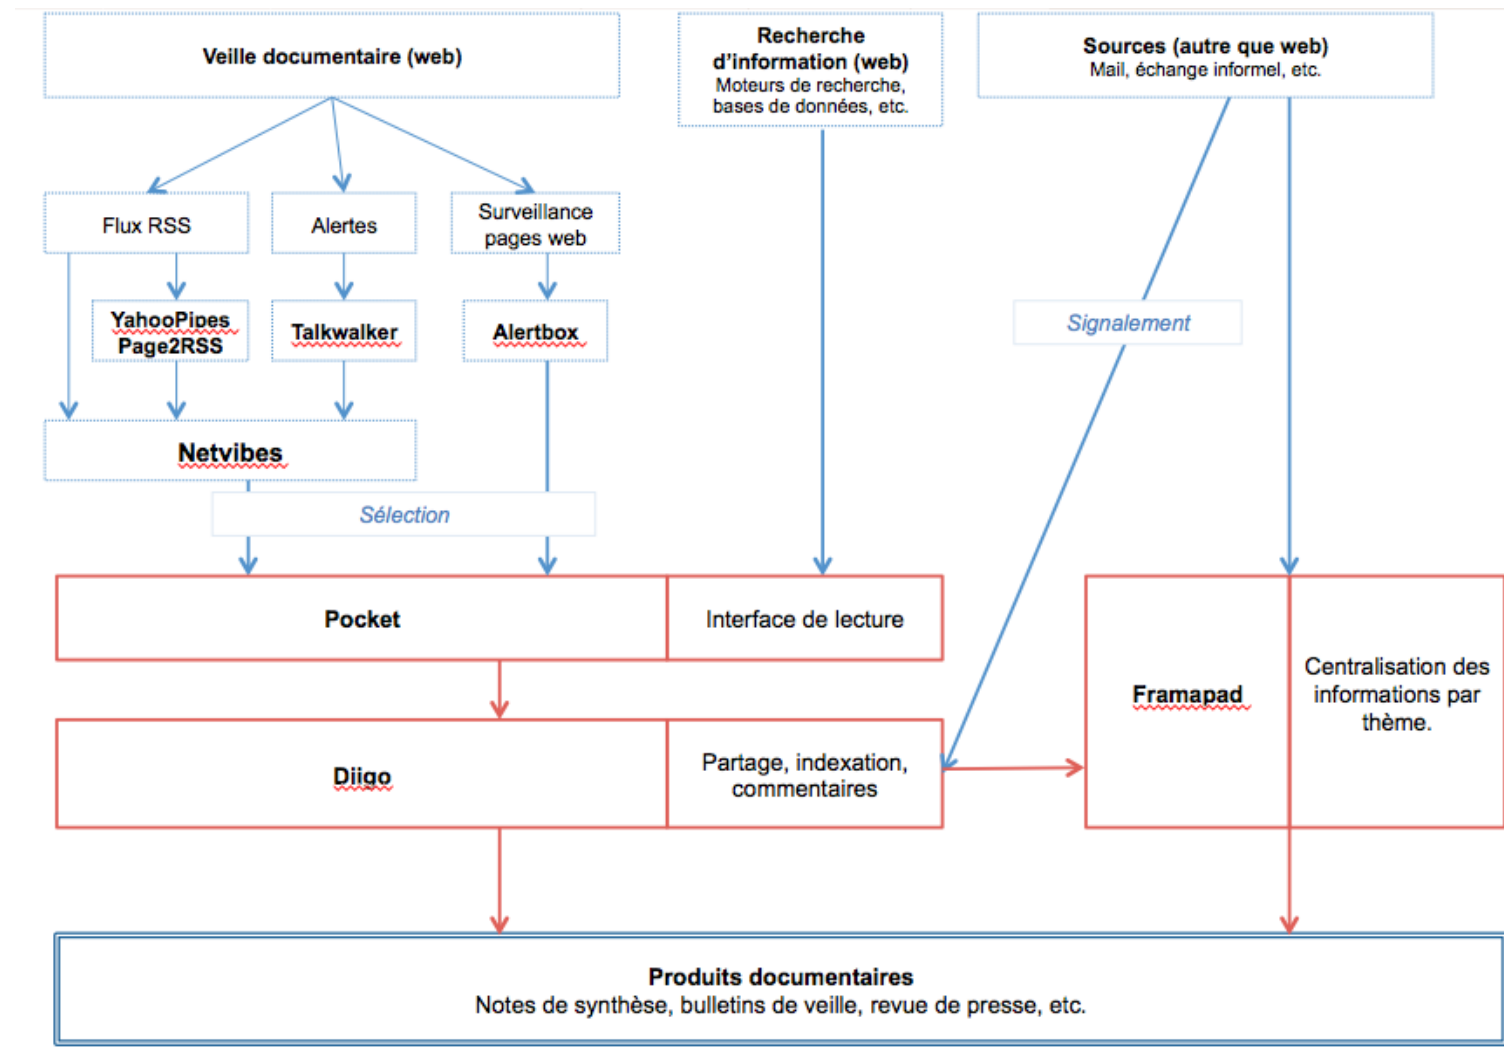 Veille documentaire (web)
Recherche
d'information (web)
Moteurs de recherche,
bases de données, etc.
Sources (autre que web)
Mail, échange informel, etc.
Flux RSS
Alertes
Surveillance
pages web
YahooPipes
Page2RSS
Talkwalker
Alertbox
Signalement
Netvibes
Sélection
Pocket
Interface de lecture
Diigo
Partage, indexation,
commentaires
Framapad
Centralisation des
informations par
thème.
Produits documentaires
Notes de synthèse, bulletins de veille, revue de presse, etc.